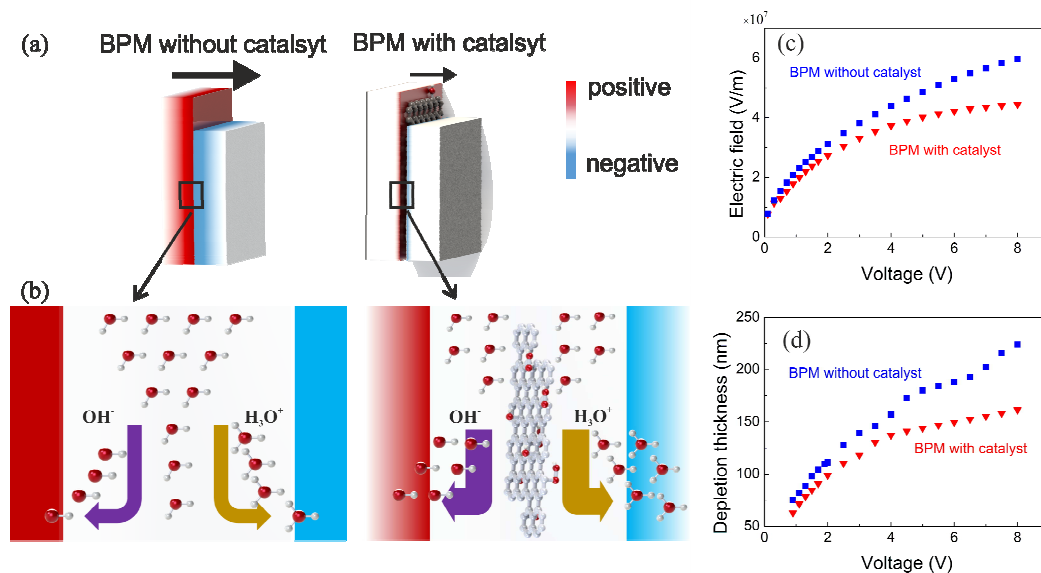 (a)
BPM without catalsyt
BPM with catalsyt
positive
negative
(b)
OH⁻
H₃O⁺
OH⁻
H₃O⁺
×10⁷
(c)
BPM without catalyst
BPM with catalyst
Electric field (V/m)
6
4
2
0
0 2 4 6 8
Voltage (V)
(d)
BPM without catalyst
BPM with catalyst
Depletion thickness (nm)
250
200
150
100
50
0 2 4 6 8
Voltage (V)